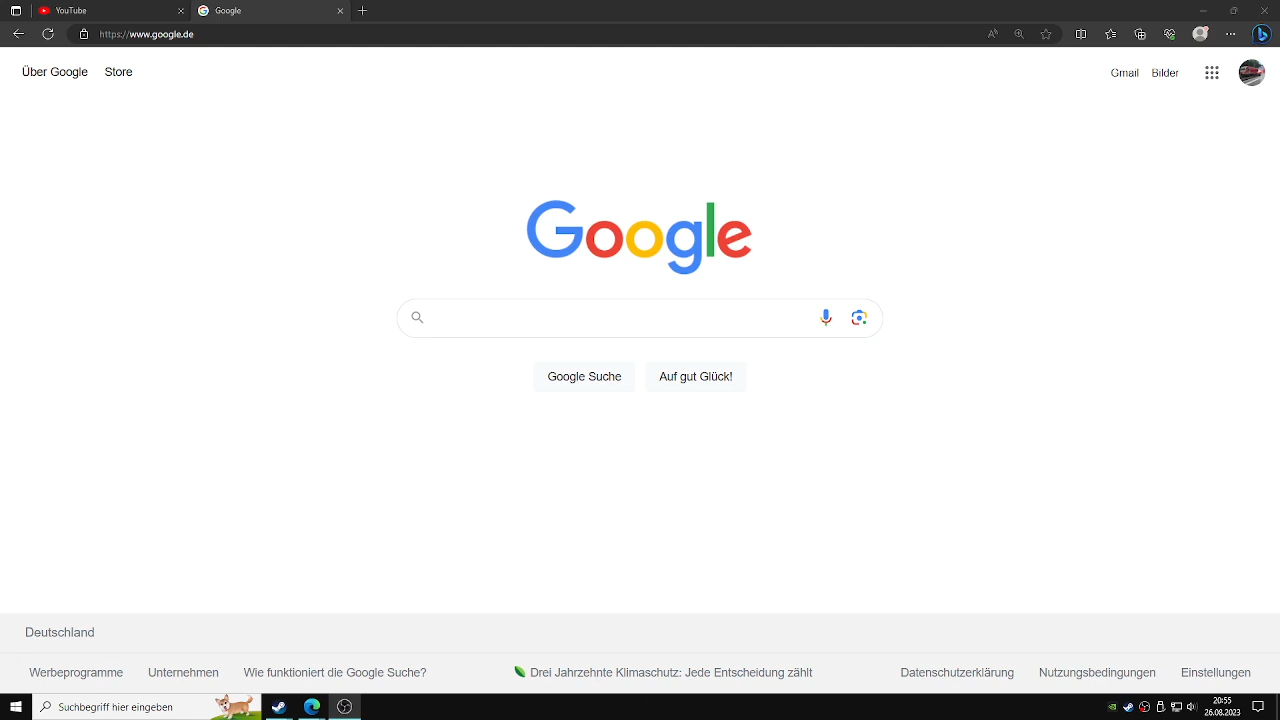 YouTube
Google
https://www.google.de
Über Google Store
Gmail Bilder
Google
Google Suche Auf gut Glück!
Deutschland
Werbeprogramme Unternehmen Wie funktioniert die Google Suche? Drei Jahrzehnte Klimaschutz: Jede Entscheidung zählt Datenschutzerklärung Nutzungsbedingungen Einstellungen
Suchbegriff hier eingeben
20:55
26.08.2023